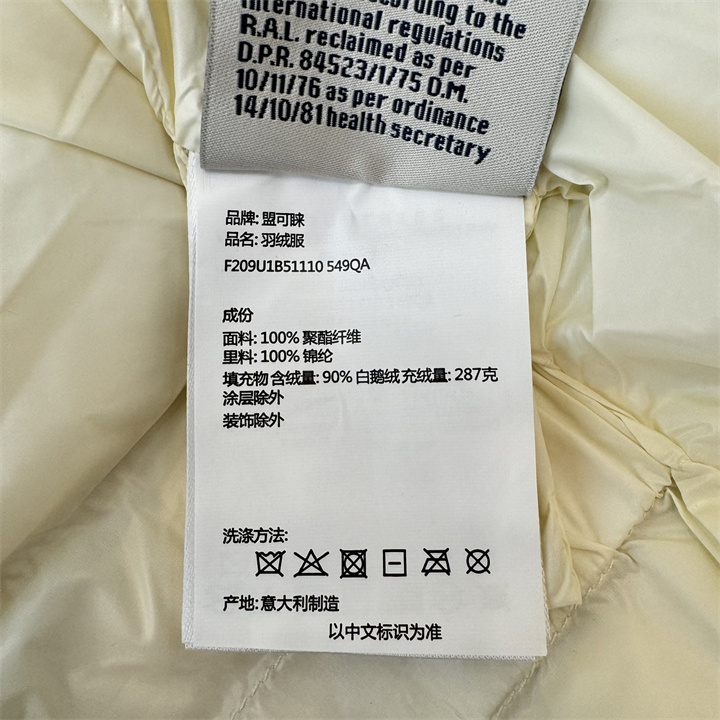 according to the
international regulations
R.A.L. reclaimed as per
D.P.R. 84523/1/75 D.M.
10/11/76 as per ordinance
14/10/81 health secretary
品牌: 盟可睐
品名: 羽绒服
F209U1B51110 549QA
成份
面料: 100% 聚酯纤维
里料: 100% 锦纶
填充物 含绒量: 90% 白鹅绒 充绒量: 287克
涂层除外
装饰除外
洗涤方法:
产地: 意大利制造
以中文标识为准